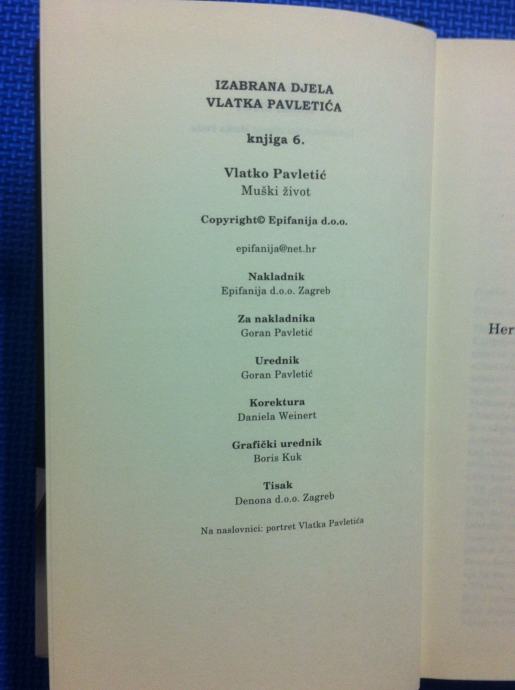 IZABRANA DJELA
VLATKA PAVLETIĆA
knjiga 6.
Vlatko Pavletić
Muški život
Copyright© Epifanija d.o.o.
epifanija@net.hr
Nakladnik
Epifanija d.o.o. Zagreb
Za nakladnika
Goran Pavletić
Urednik
Goran Pavletić
Korektura
Daniela Weinert
Grafički urednik
Boris Kuk
Tisak
Denona d.o.o. Zagreb
Na naslovnici: portret Vlatka Pavletića
Her